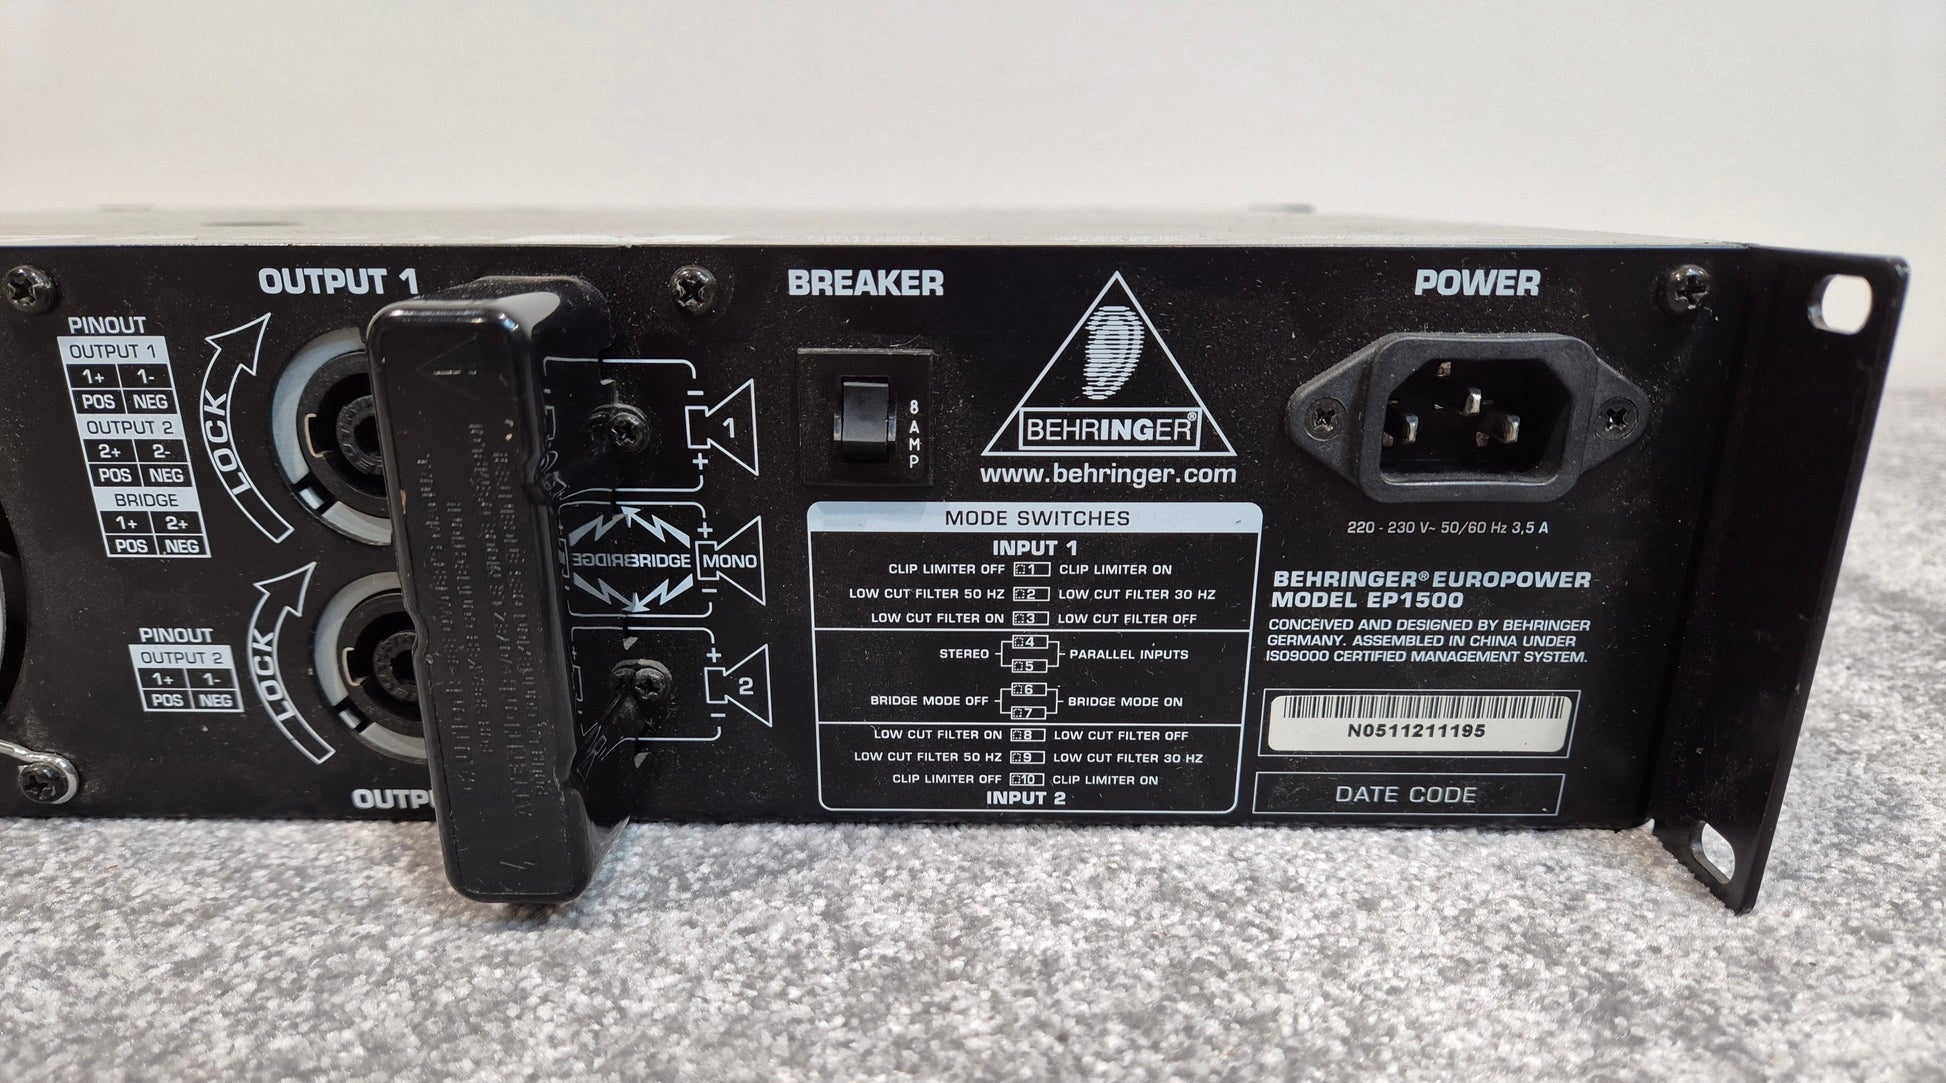 OUTPUT 1
PINOUT
OUTPUT 1
1+ 1-
POS NEG
OUTPUT 2
2+ 2-
POS NEG
BRIDGE
1+ 2+
POS NEG
LOCK
PINOUT
OUTPUT 2
1+ 1-
POS NEG
LOCK
OUTP
- 1 +
BRIDGE
+ MONO -
+ 2 -
BREAKER
8 AMP
BEHRINGER®
www.behringer.com
MODE SWITCHES
INPUT 1
CLIP LIMITER OFF #1 CLIP LIMITER ON
LOW CUT FILTER 50 HZ #2 LOW CUT FILTER 30 HZ
LOW CUT FILTER ON #3 LOW CUT FILTER OFF
#4
STEREO PARALLEL INPUTS
#5
#6
BRIDGE MODE OFF BRIDGE MODE ON
#7
LOW CUT FILTER ON #8 LOW CUT FILTER OFF
LOW CUT FILTER 50 HZ #9 LOW CUT FILTER 30 HZ
CLIP LIMITER OFF #10 CLIP LIMITER ON
INPUT 2
POWER
220 - 230 V~ 50/60 Hz 3,5 A
BEHRINGER® EUROPOWER
MODEL EP1500
CONCEIVED AND DESIGNED BY BEHRINGER
GERMANY. ASSEMBLED IN CHINA UNDER
ISO9000 CERTIFIED MANAGEMENT SYSTEM.
N0511211195
DATE CODE